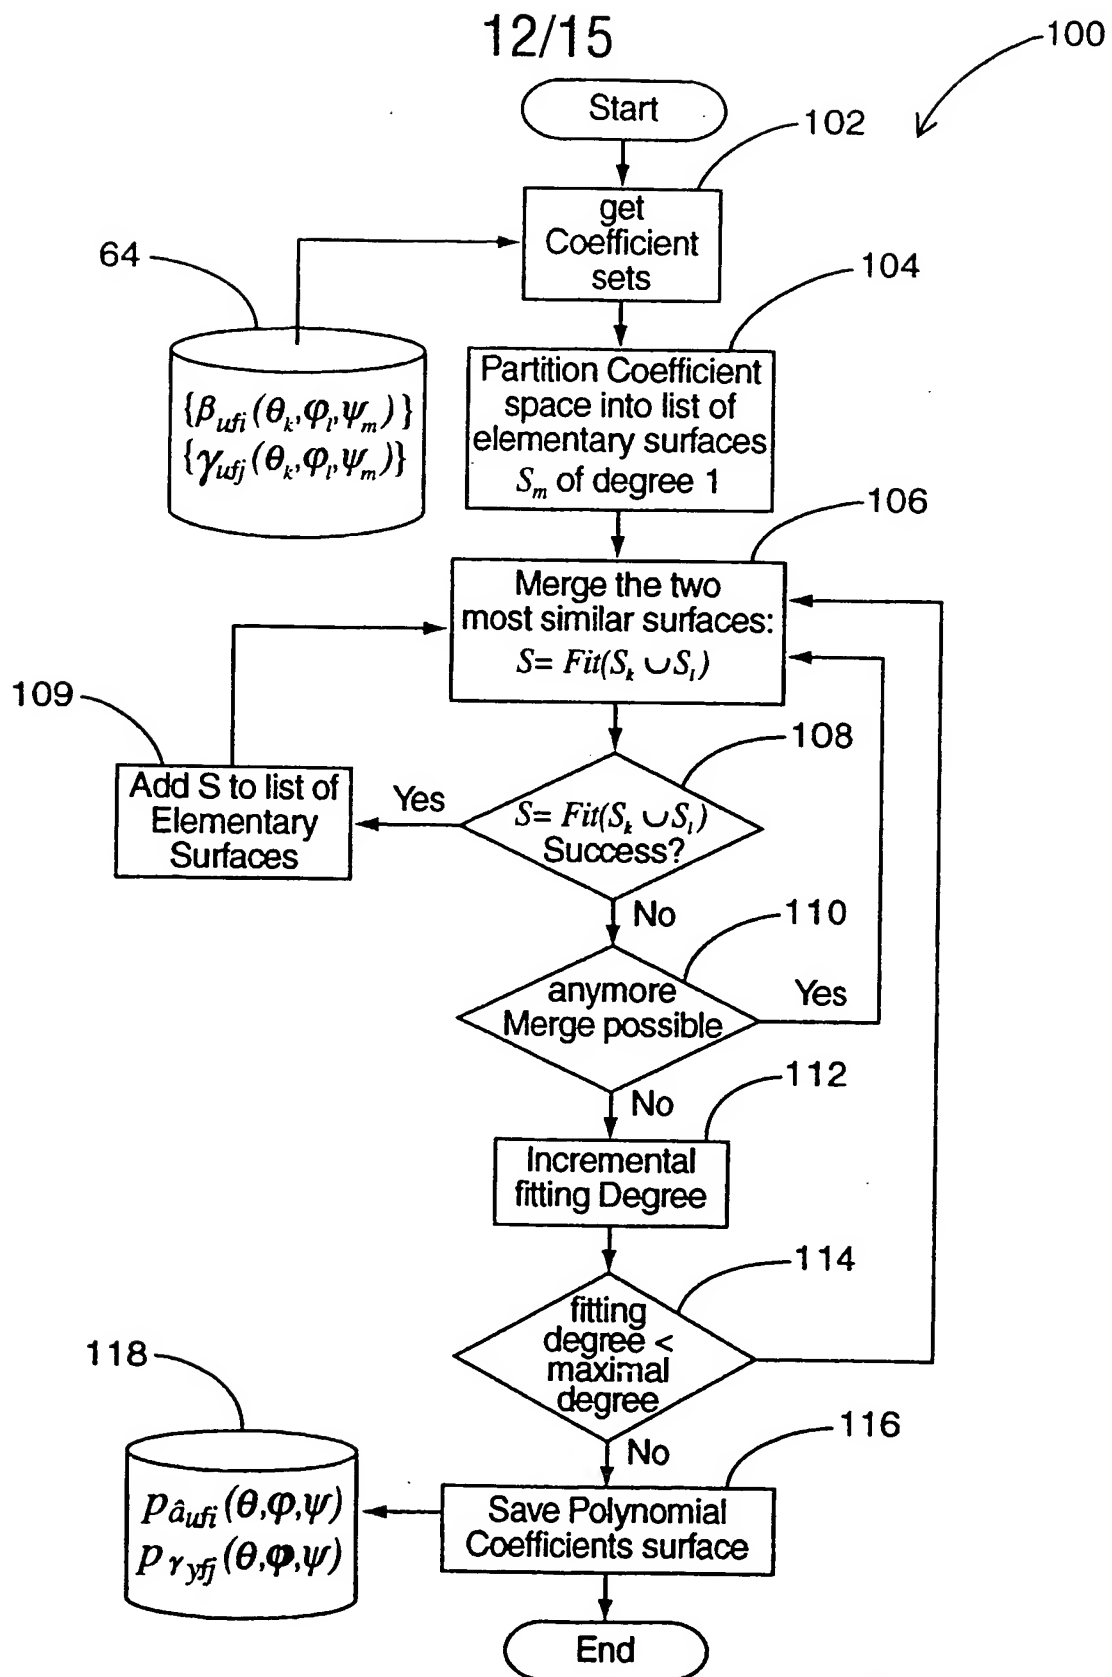 12/15
100
Start
102
get
Coefficient
sets
64
{β_ufi (θ_k,φ_l,ψ_m) }
{γ_ufj (θ_k,φ_l,ψ_m)}
104
Partition Coefficient
space into list of
elementary surfaces
S_m of degree 1
106
Merge the two
most similar surfaces:
S= Fit(S_k ∪ S_l)
109
Add S to list of
Elementary
Surfaces
Yes
108
S= Fit(S_k ∪ S_l)
Success?
No
110
anymore
Merge possible
Yes
No
112
Incremental
fitting Degree
114
fitting
degree <
maximal
degree
No
116
Save Polynomial
Coefficients surface
118
p_âufi (θ,φ,ψ)
p_γyfj (θ,φ,ψ)
End